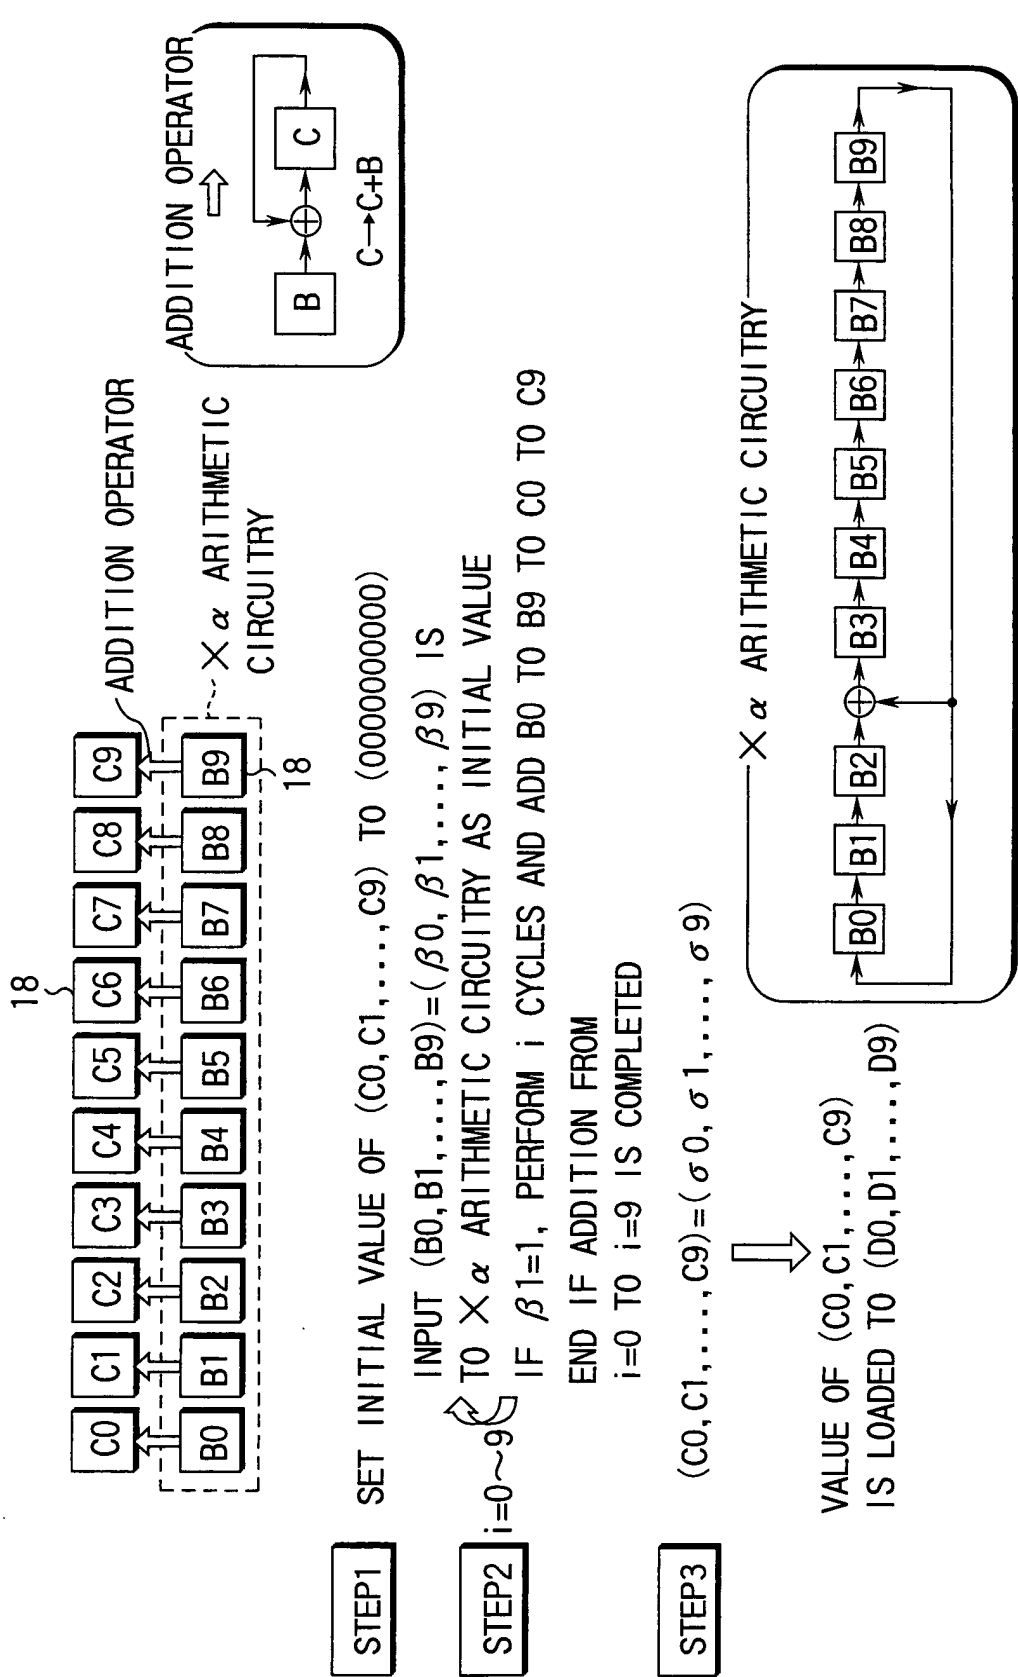 18
C0 C1 C2 C3 C4 C5 C6 C7 C8 C9
B0 B1 B2 B3 B4 B5 B6 B7 B8 B9
18
ADDITION OPERATOR
×α ARITHMETIC
CIRCUITRY
ADDITION OPERATOR
B C
C→C+B
STEP1
SET INITIAL VALUE OF (C0,C1,....,C9) TO (0000000000)
STEP2
i=0~9
INPUT (B0,B1,...,B9)=(β0,β1,...,β9) IS
TO ×α ARITHMETIC CIRCUITRY AS INITIAL VALUE
IF β1=1, PERFORM i CYCLES AND ADD B0 TO B9 TO C0 TO C9
END IF ADDITION FROM
i=0 TO i=9 IS COMPLETED
STEP3
(C0,C1,....,C9)=(σ0,σ1,....,σ9)
VALUE OF (C0,C1,....,C9)
IS LOADED TO (D0,D1,....,D9)
×α ARITHMETIC CIRCUITRY
B0 B1 B2 B3 B4 B5 B6 B7 B8 B9